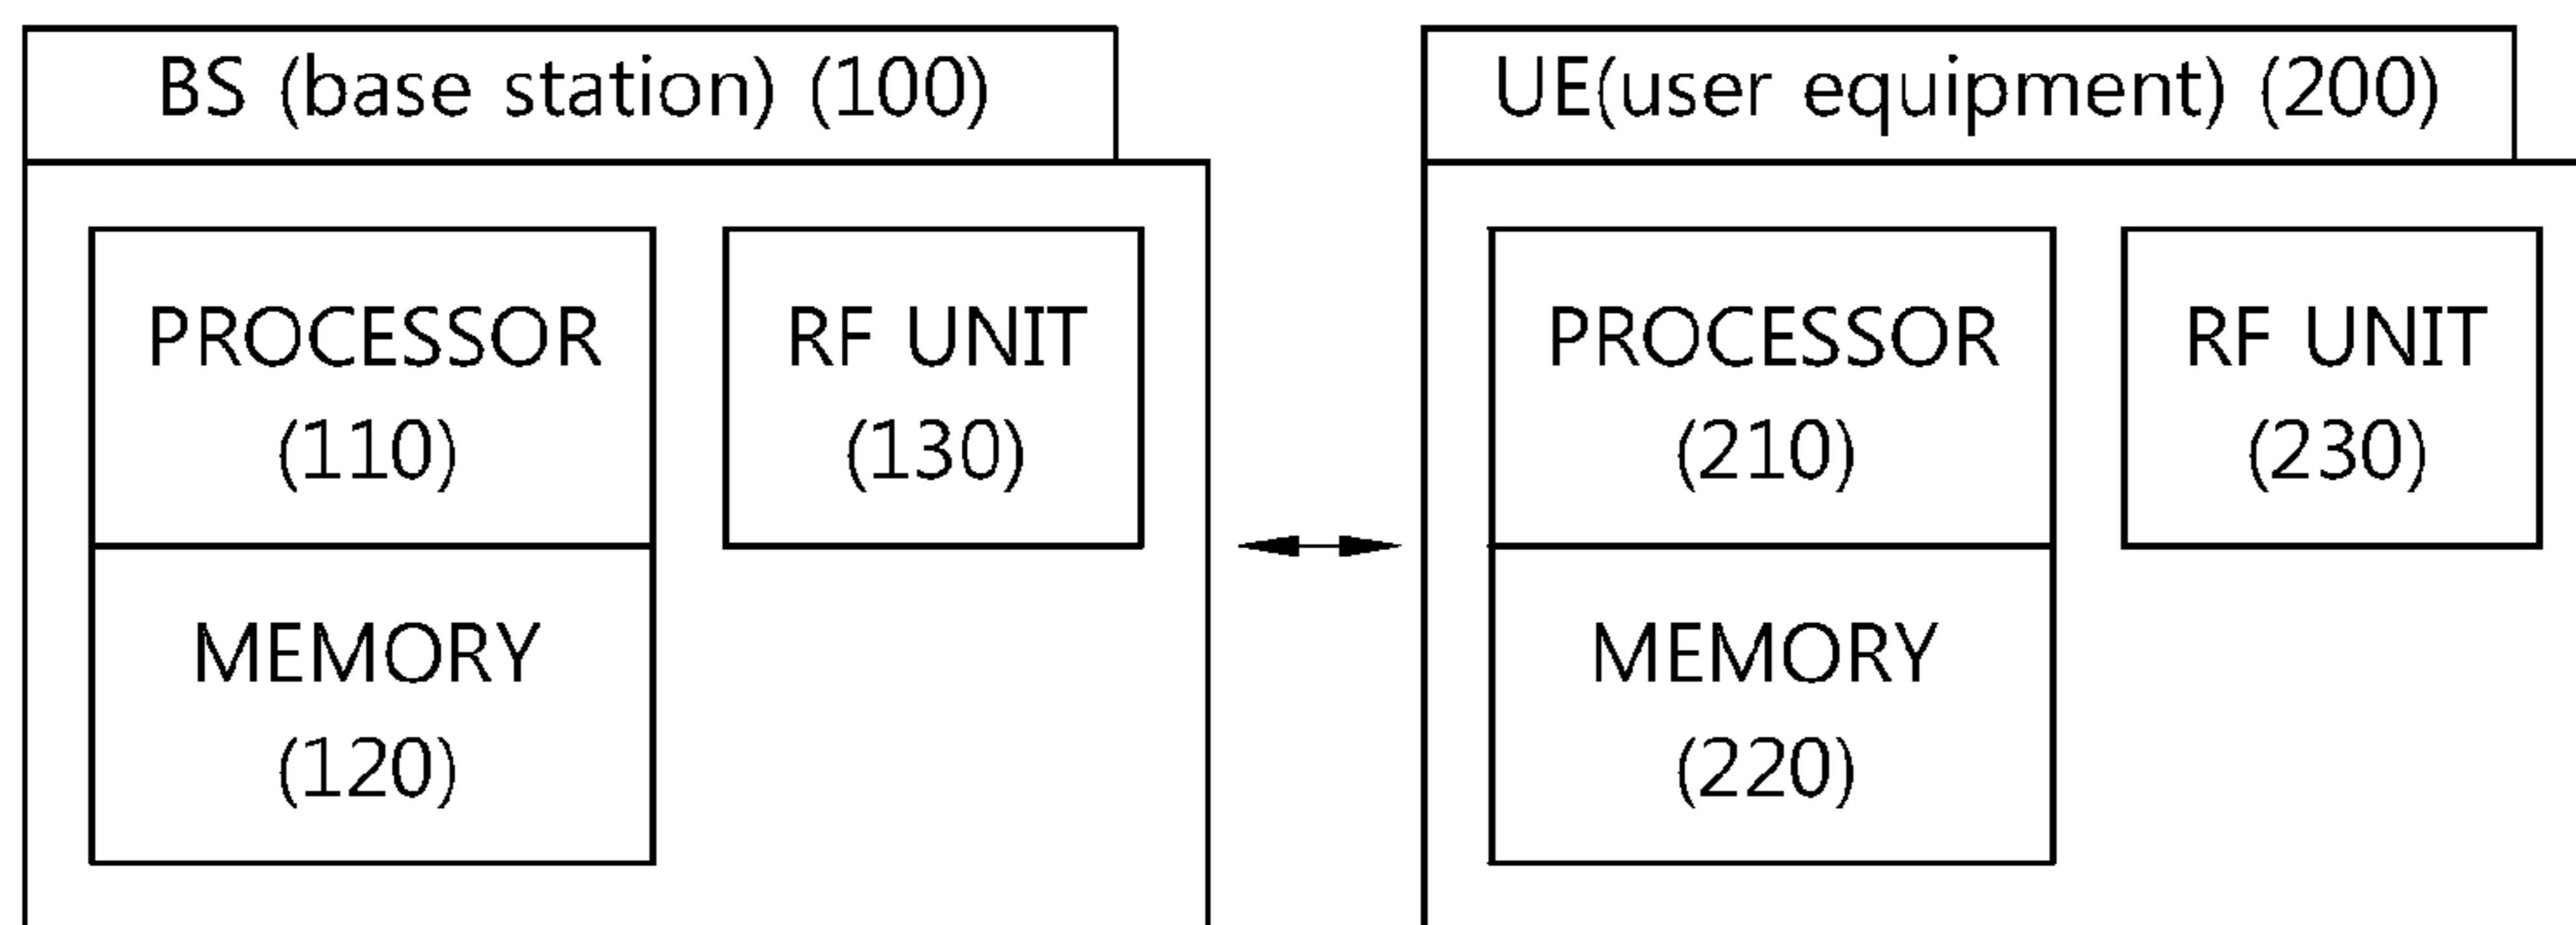 BS (base station) (100)
PROCESSOR
(110)
RF UNIT
(130)
MEMORY
(120)
UE(user equipment) (200)
PROCESSOR
(210)
RF UNIT
(230)
MEMORY
(220)